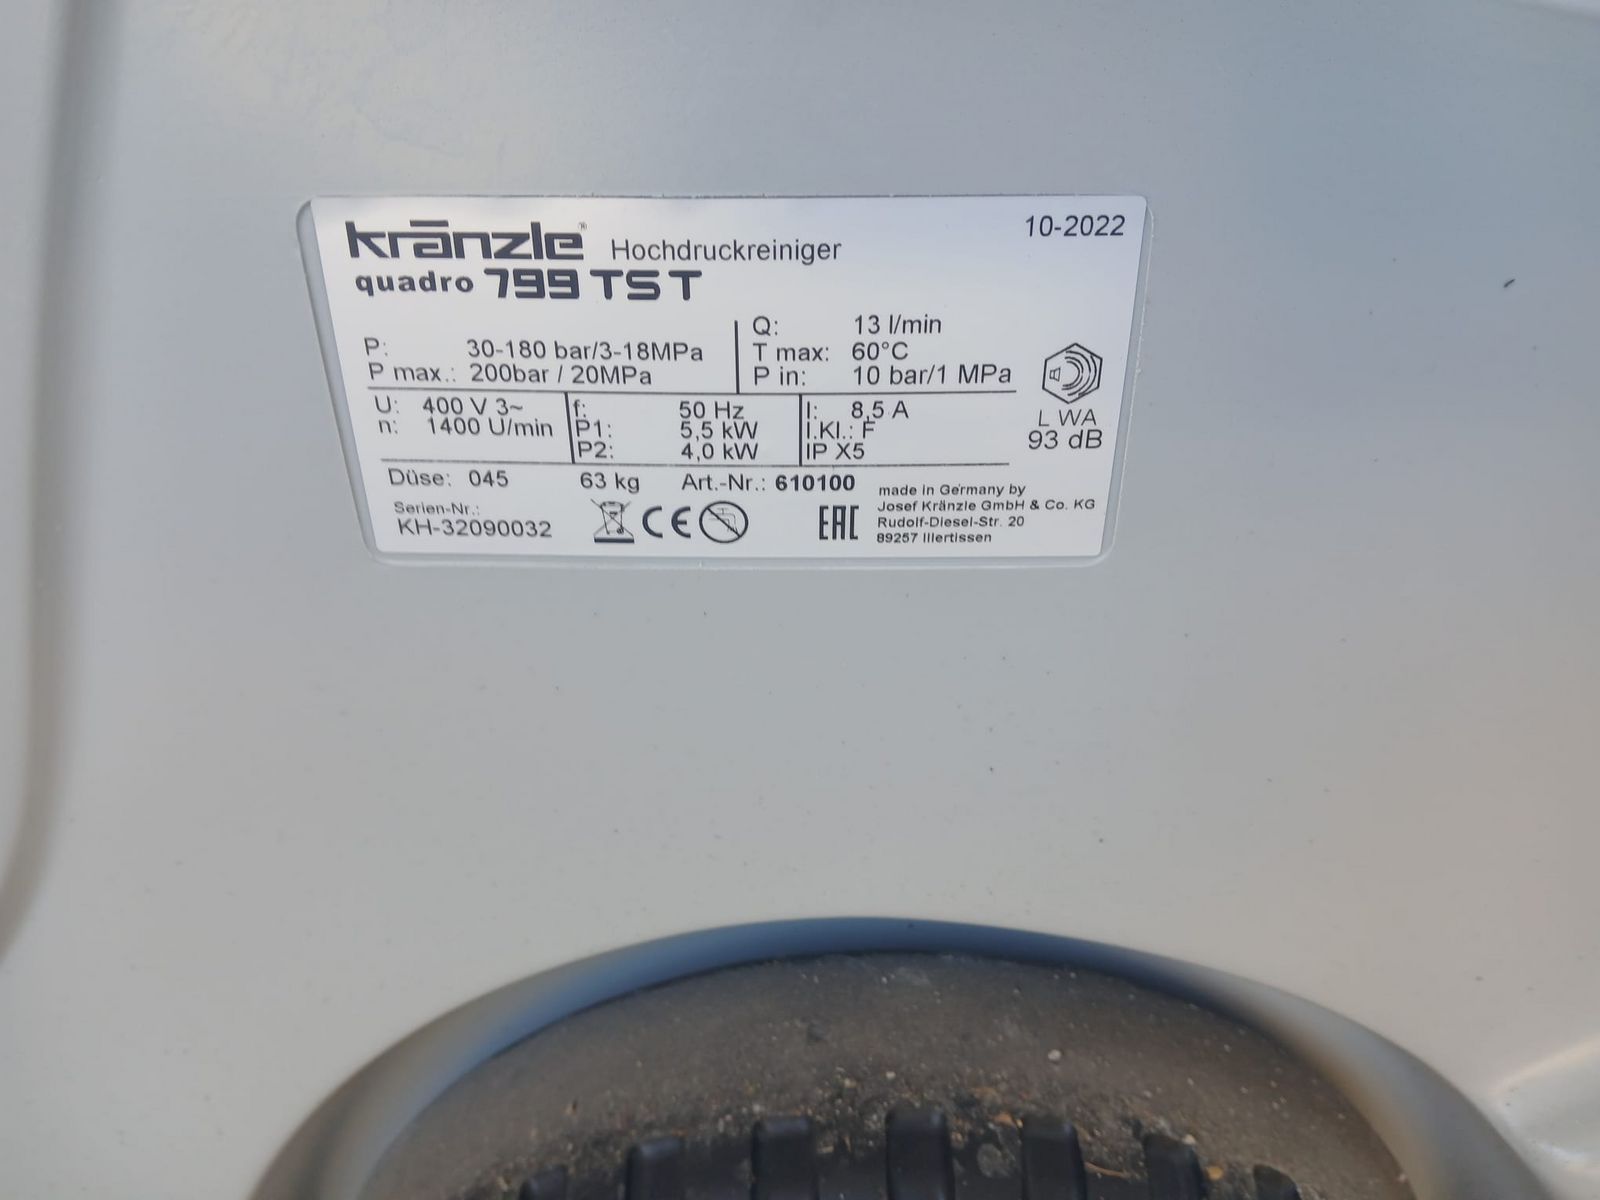 kränzle® Hochdruckreiniger 10-2022
quadro 799 TS T
P: 30-180 bar/3-18MPa
P max.: 200bar / 20MPa
Q: 13 l/min
T max: 60°C
P in: 10 bar/1 MPa
U: 400 V 3~
n: 1400 U/min
f: 50 Hz
P1: 5,5 kW
P2: 4,0 kW
I: 8,5 A
I.Kl.: F
IP X5
L WA
93 dB
Düse: 045 63 kg Art.-Nr.: 610100
Serien-Nr.:
KH-32090032
CE
EAC
made in Germany by
Josef Kränzle GmbH & Co. KG
Rudolf-Diesel-Str. 20
89257 Illertissen